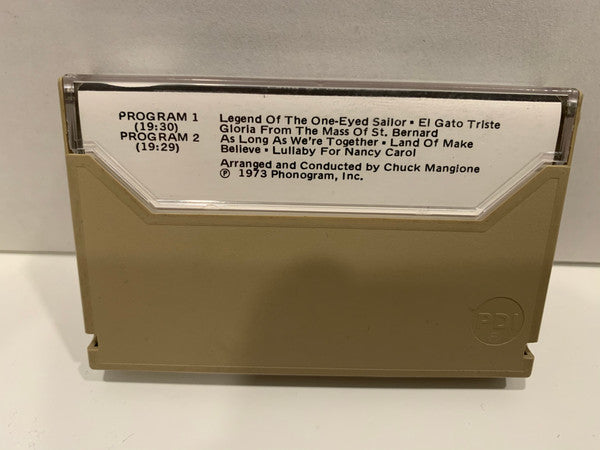 PROGRAM 1 Legend Of The One-Eyed Sailor • El Gato Triste
(19:30) Gloria From The Mass Of St. Bernard
PROGRAM 2 As Long As We're Together • Land Of Make
(19:29) Believe • Lullaby For Nancy Carol
Arranged and Conducted by Chuck Mangione
℗ 1973 Phonogram, Inc.
PDI